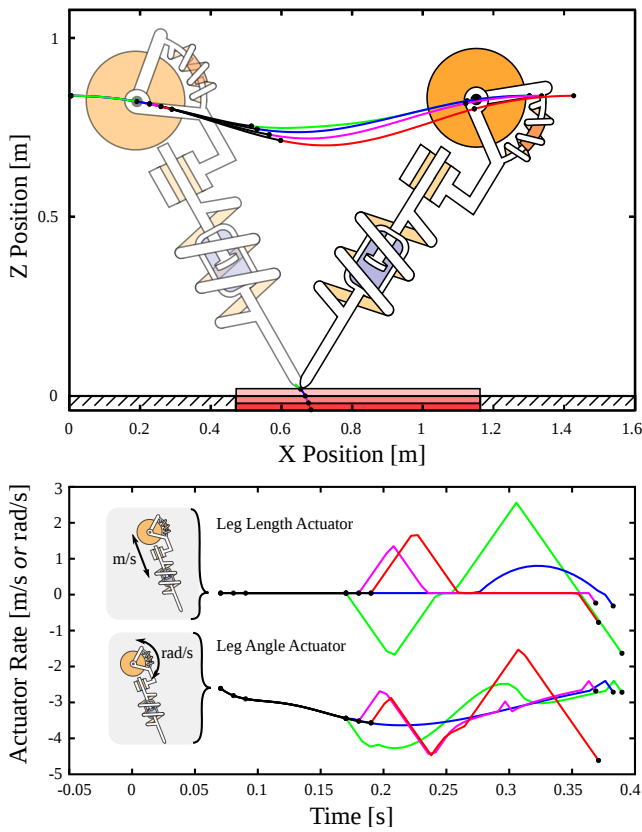 1
0.5
0
Z Position [m]
0 0.2 0.4 0.6 0.8 1 1.2 1.4 1.6
X Position [m]
3
2
1
0
-1
-2
-3
-4
-5
Actuator Rate [m/s or rad/s]
Leg Length Actuator
m/s
Leg Angle Actuator
rad/s
-0.05 0 0.05 0.1 0.15 0.2 0.25 0.3 0.35 0.4
Time [s]